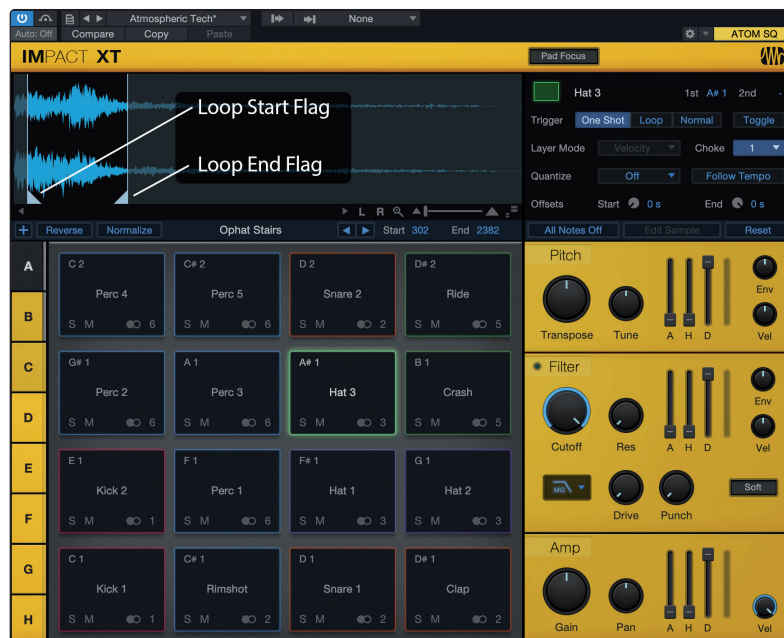 Atmospheric Tech*
None
Auto: Off
Compare
Copy
Paste
ATOM SQ
IMPACT XT
Pad Focus
Loop Start Flag
Loop End Flag
L R
Hat 3
1st A# 1 2nd -
Trigger One Shot Loop Normal Toggle
Layer Mode Velocity Choke 1
Quantize Off Follow Tempo
Offsets Start 0 s End 0 s
+ Reverse Normalize Ophat Stairs Start 302 End 2382
All Notes Off Edit Sample Reset
A
B
C
D
E
F
G
H
C 2 C# 2 D 2 D# 2
Perc 4 Perc 5 Snare 2 Ride
S M 6 S M 6 S M 2 S M 5
G# 1 A 1 A# 1 B 1
Perc 2 Perc 3 Hat 3 Crash
S M 6 S M 6 S M 3 S M 5
E 1 F 1 F# 1 G 1
Kick 2 Perc 1 Hat 1 Hat 2
S M 1 S M 6 S M 3 S M 3
C 1 C# 1 D 1 D# 1
Kick 1 Rimshot Snare 1 Clap
S M 1 S M 2 S M 2 S M 2
Pitch
Env
Transpose Tune A H D Vel
Filter
Env
Cutoff Res A H D Vel
MG
Soft
Drive Punch
Amp
Gain Pan A H D Vel